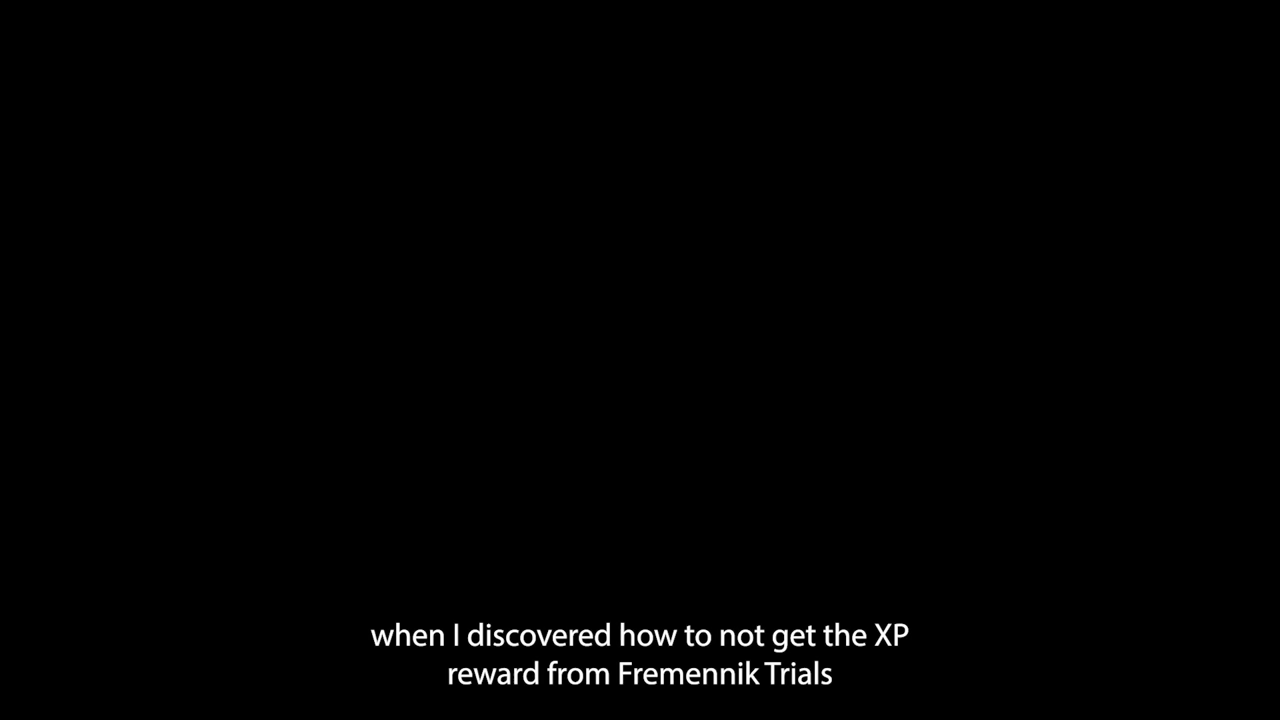 when I discovered how to not get the XP
reward from Fremennik Trials